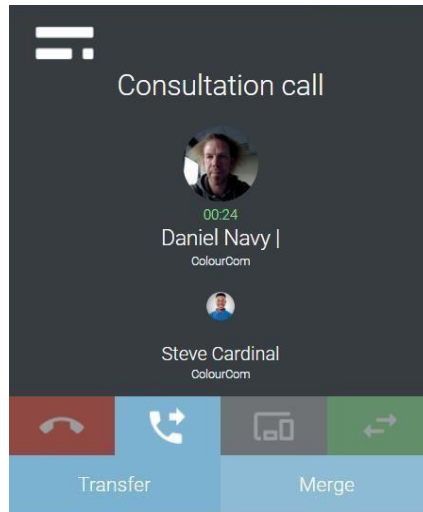 Consultation call
00:24
Daniel Navy |
ColourCom
Steve Cardinal
ColourCom
Transfer
Merge